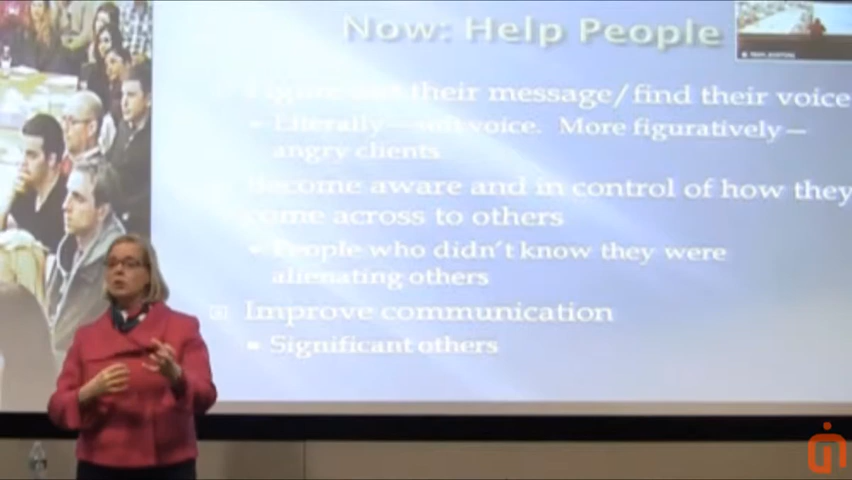 Now: Help People
their message/find their voice
Literally— voice. More figuratively—
angry clients
Become aware and in control of how they
come across to others
People who didn't know they were
alienating others
Improve communication
Significant others